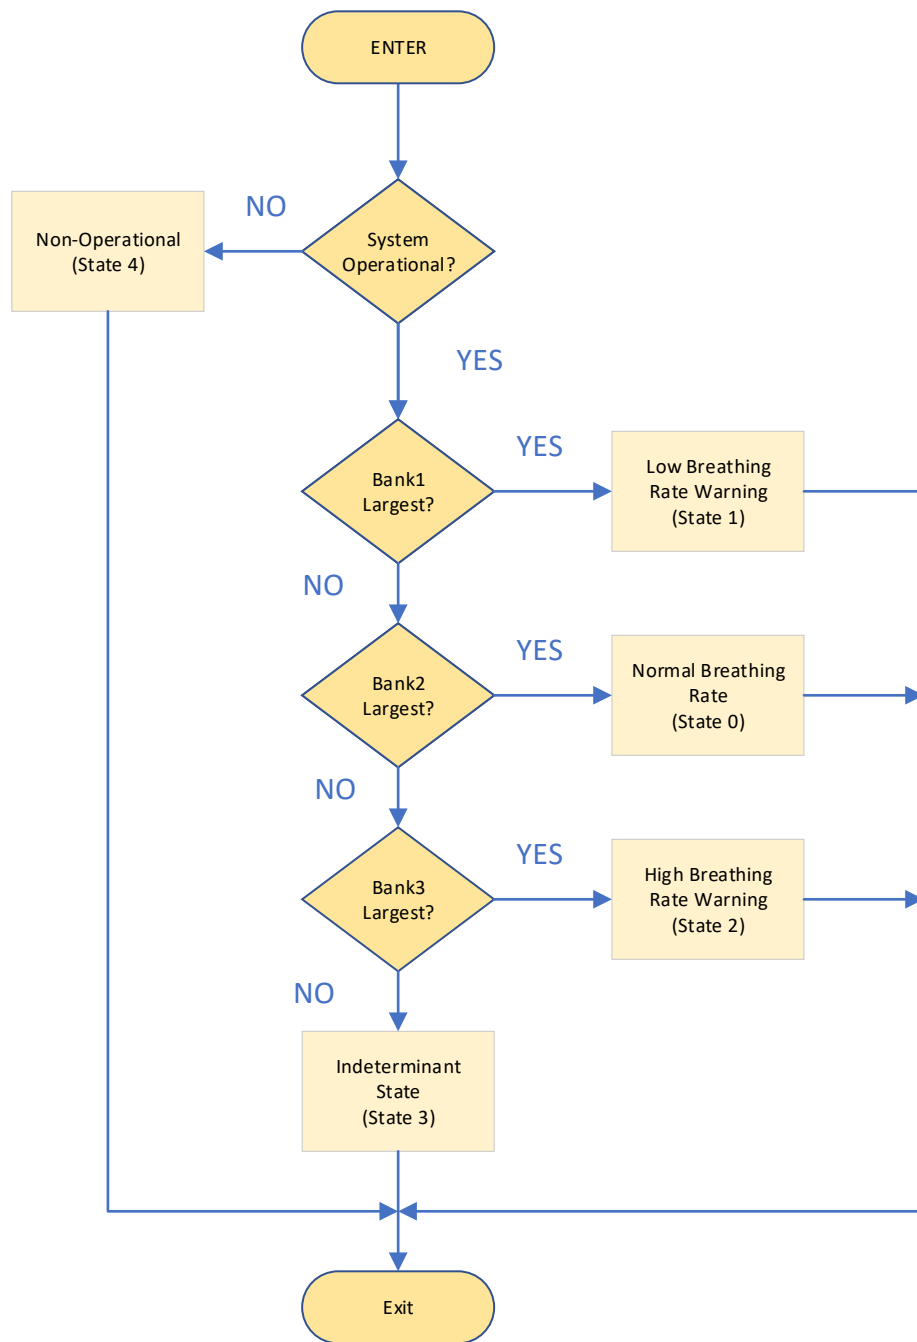 ENTER
NO
Non-Operational
(State 4)
System
Operational?
YES
Bank1
Largest?
YES
Low Breathing
Rate Warning
(State 1)
NO
Bank2
Largest?
YES
Normal Breathing
Rate
(State 0)
NO
Bank3
Largest?
YES
High Breathing
Rate Warning
(State 2)
NO
Indeterminant
State
(State 3)
Exit